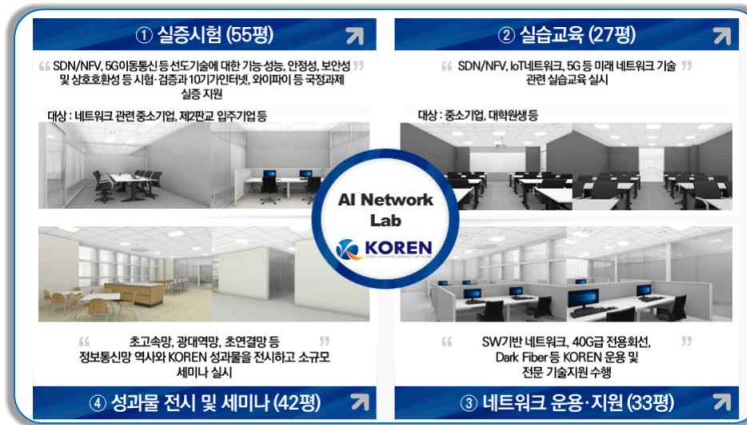 ① 실증시험 (55평)
“ SDN/NFV, 5G이동통신 등 선도기술에 대한 기능·성능, 안정성, 보안성 ”
및 상호호환성 등 시험·검증과 10기가인터넷, 와이파이 등 국정과제
실증 지원
대상 : 네트워크 관련 중소기업, 제2판교 입주기업 등
② 실습교육 (27평)
“ SDN/NFV, IoT네트워크, 5G 등 미래 네트워크 기술 ”
관련 실습교육 실시
대상 : 중소기업, 대학원생 등
AI Network
Lab
KOREN
“ 초고속망, 광대역망, 초연결망 등 ”
정보통신망 역사와 KOREN 성과물을 전시하고 소규모
세미나 실시
④ 성과물 전시 및 세미나 (42평)
“ SW기반 네트워크, 40G급 전용회선, ”
Dark Fiber 등 KOREN 운용 및
전문 기술지원 수행
③ 네트워크 운용·지원 (33평)